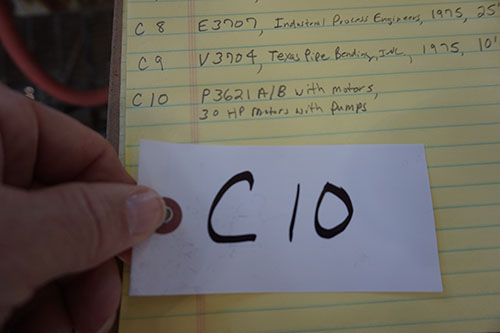 C 8 E3707, Industrial Process Engineers, 1975, 25'
C 9 V3704, Texas Pipe Bending, Inc., 1975, 10'
C 10 P3621 A/B with motors,
30 HP Motors with Pumps
C 10